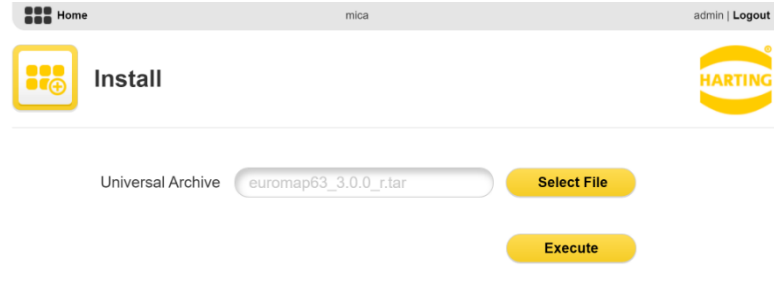 Home mica admin | Logout
Install
HARTING
Universal Archive euromap63_3.0.0_r.tar Select File
Execute